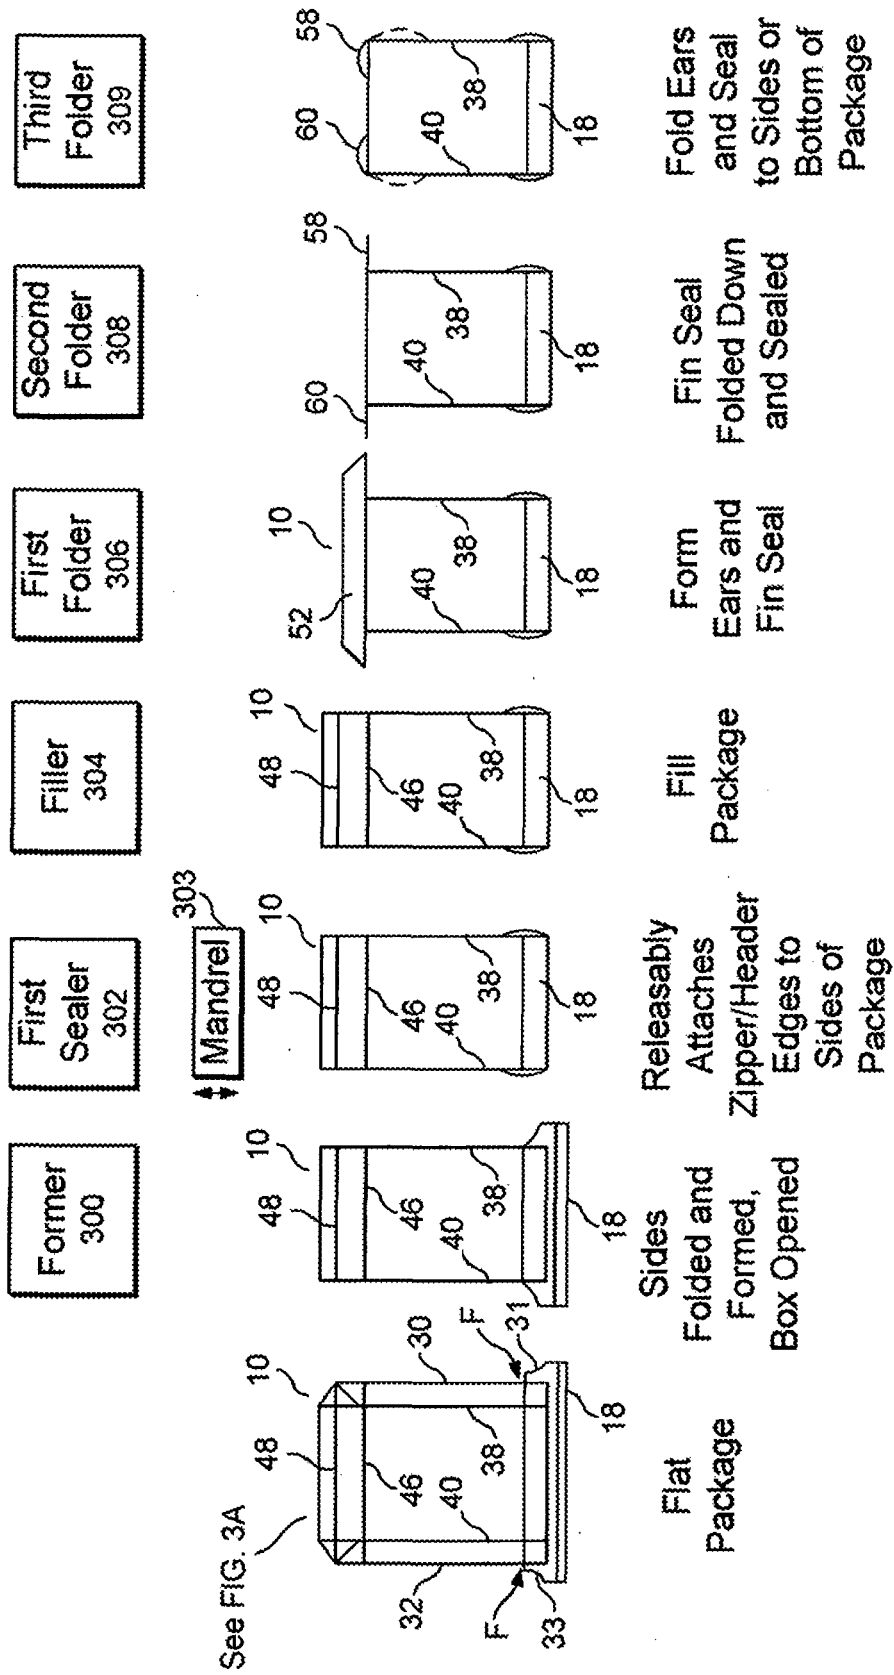 Former
300
First
Sealer
302
Filler
304
First
Folder
306
Second
Folder
308
Third
Folder
309
Mandrel
303
See FIG. 3A
10
48
46
40
38
30
32
F
F
31
33
18
Flat
Package
10
48
46
40
38
18
Sides
Folded and
Formed,
Box Opened
10
48
46
40
38
18
Releasably
Attaches
Zipper/Header
Edges to
Sides of
Package
10
48
46
40
38
18
Fill
Package
10
52
40
38
18
Form
Ears and
Fin Seal
60
58
40
38
18
Fin Seal
Folded Down
and Sealed
60
58
40
38
18
Fold Ears
and Seal
to Sides or
Bottom of
Package